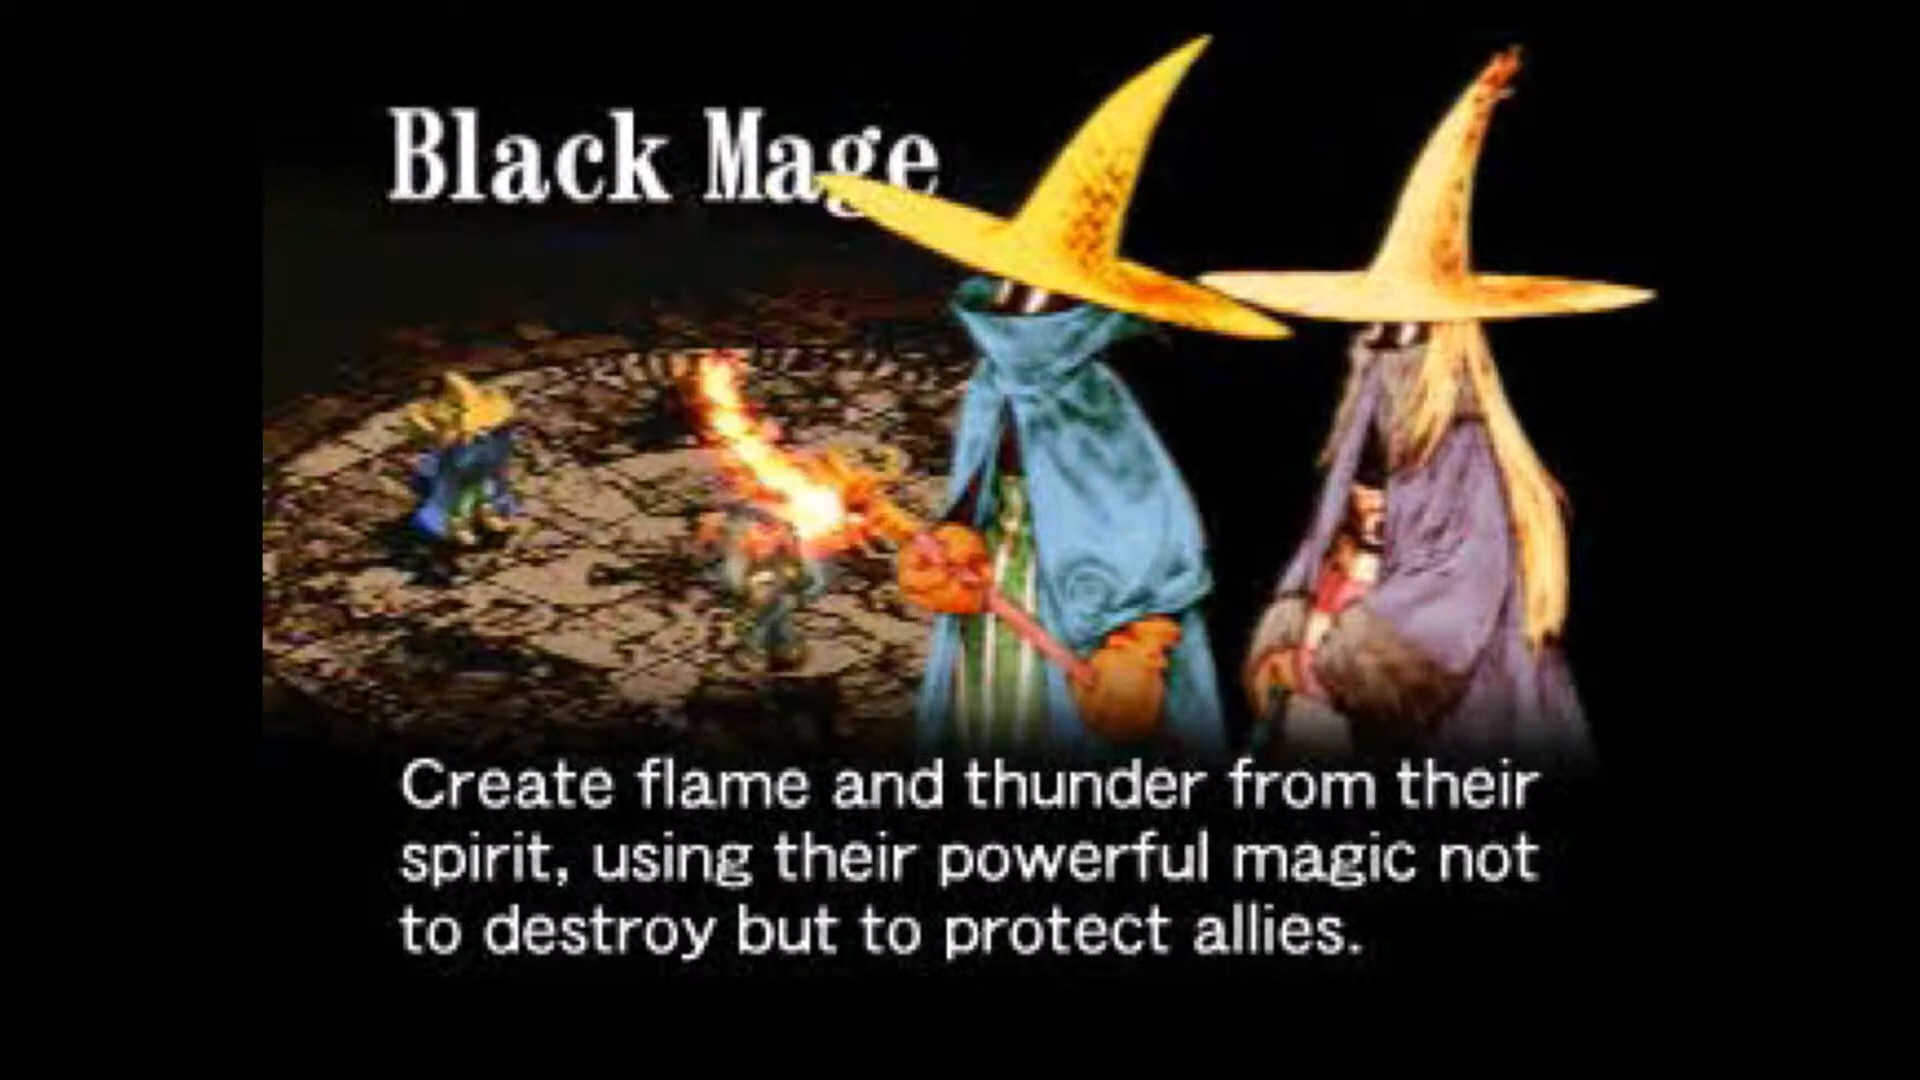 Black Mage
Create flame and thunder from their
spirit, using their powerful magic not
to destroy but to protect allies.